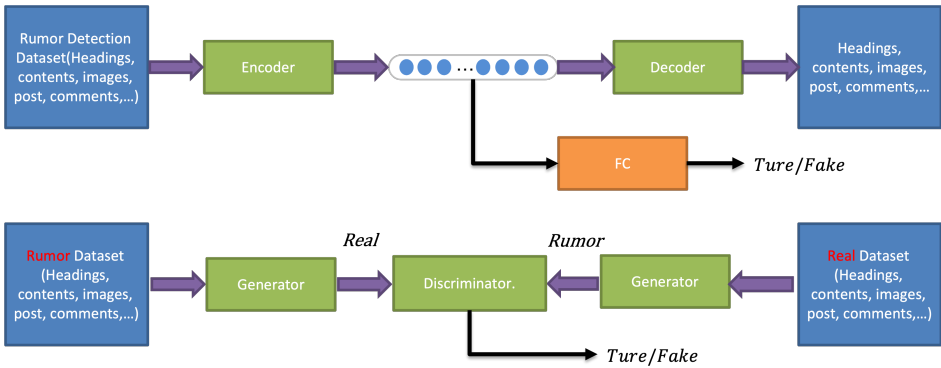 Rumor Detection
Dataset(Headings,
contents, images,
post, comments,...)
Encoder
...
Decoder
Headings,
contents, images,
post, comments,...
FC
Ture/Fake
Rumor Dataset
(Headings,
contents, images,
post, comments,...)
Generator
Real
Discriminator.
Rumor
Generator
Real Dataset
(Headings,
contents, images,
post, comments,...)
Ture/Fake